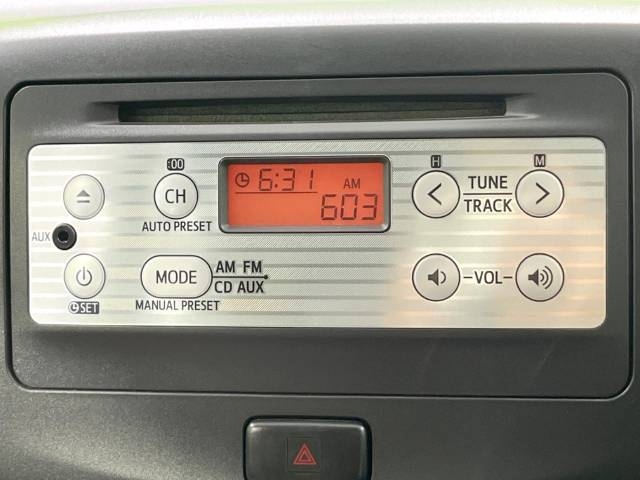 :00
H
M
CH
6:31
AM
603
<
TUNE
>
TRACK
AUTO PRESET
AUX
MODE
AM FM
CD AUX
-VOL-
SET
MANUAL PRESET